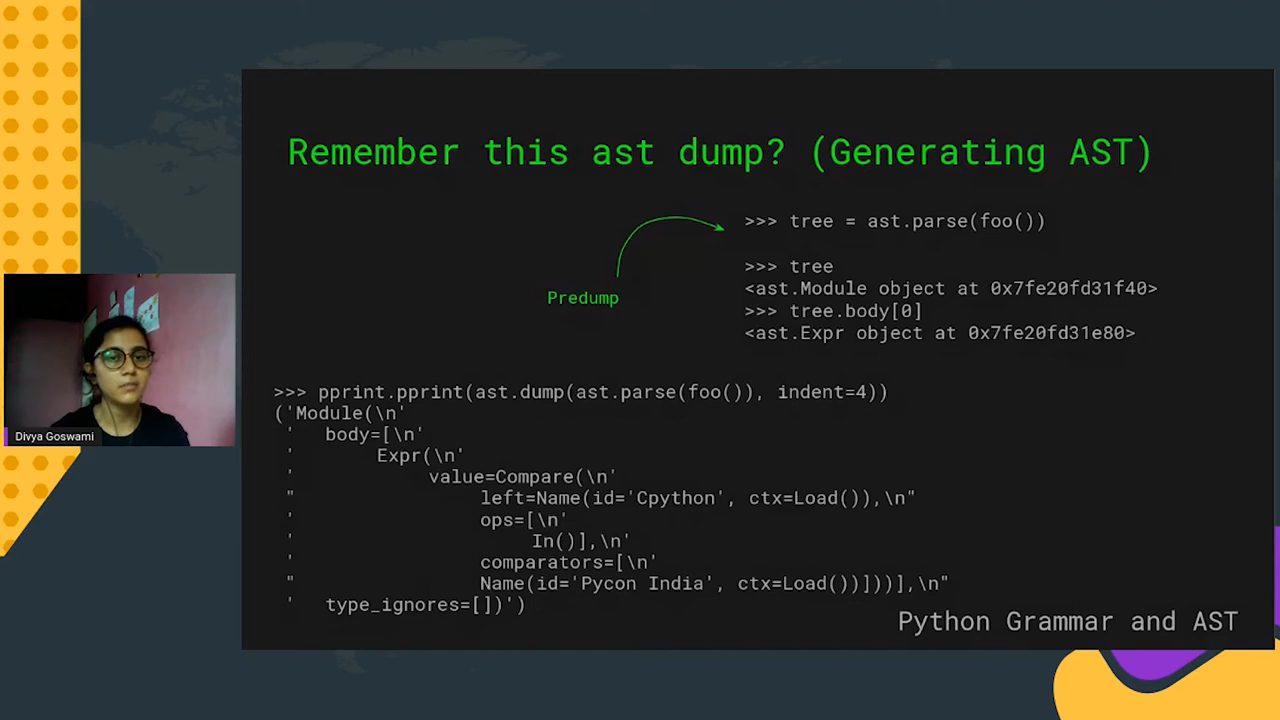 Remember this ast dump? (Generating AST)
>>> tree = ast.parse(foo())
>>> tree
<ast.Module object at 0x7fe20fd31f40>
>>> tree.body[0]
<ast.Expr object at 0x7fe20fd31e80>
Predump
>>> pprint.pprint(ast.dump(ast.parse(foo()), indent=4))
('Module(\n'
' body=[\n'
' Expr(\n'
' value=Compare(\n'
" left=Name(id='Cpython', ctx=Load()),\n"
' ops=[\n'
' In()],\n'
' comparators=[\n'
" Name(id='Pycon India', ctx=Load())]))],\n"
' type_ignores=[])')
Python Grammar and AST
Divya Goswami